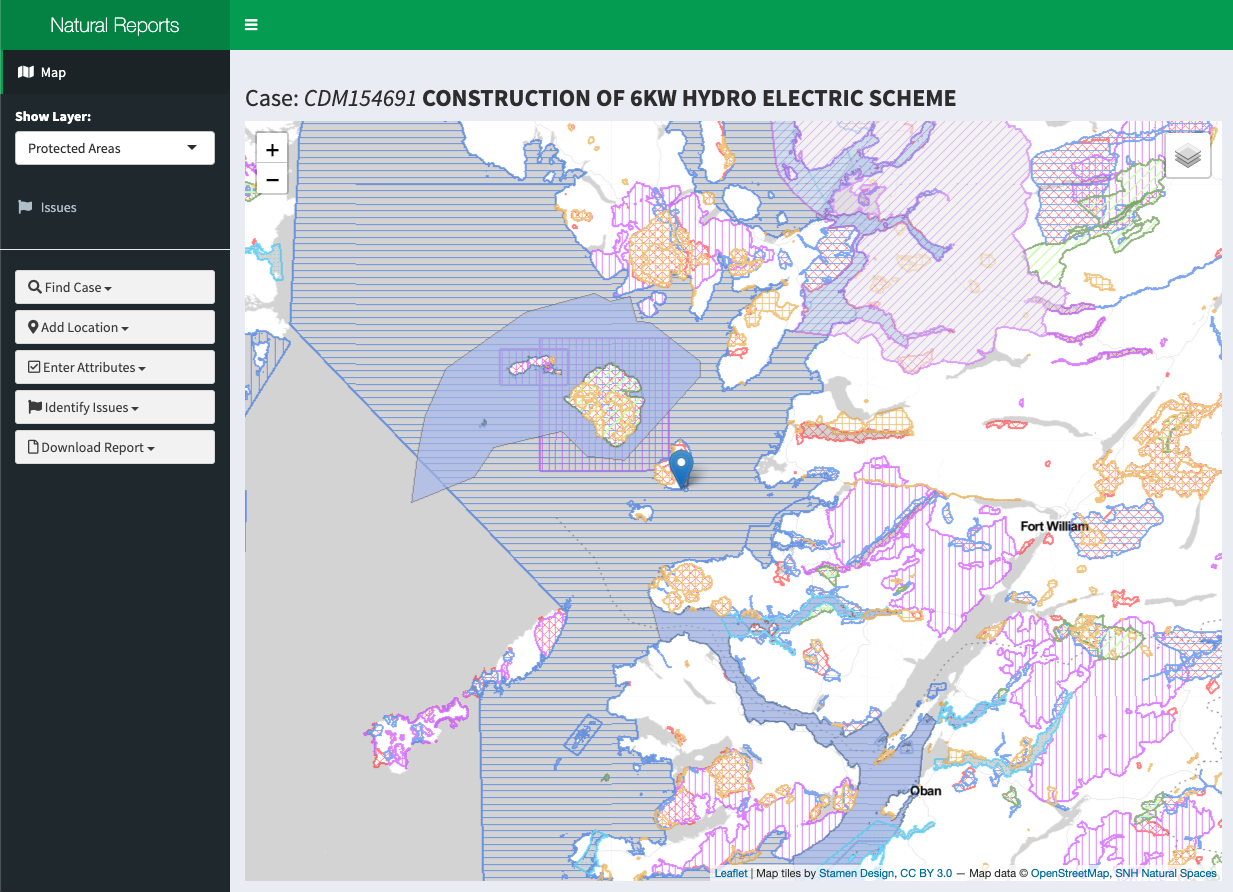 Natural Reports
Map
Show Layer:
Protected Areas
Issues
Find Case
Add Location
Enter Attributes
Identify Issues
Download Report
Case: CDM154691 CONSTRUCTION OF 6KW HYDRO ELECTRIC SCHEME
+
−
Fort William
Oban
Leaflet | Map tiles by Stamen Design, CC BY 3.0 — Map data © OpenStreetMap, SNH Natural Spaces